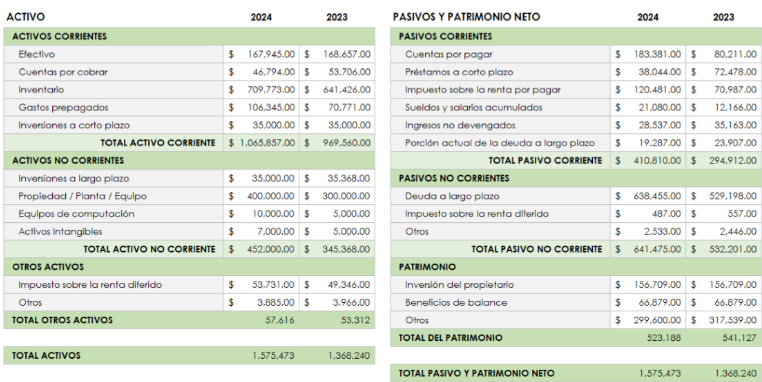 ACTIVO 2024 2023
ACTIVOS CORRIENTES
Efectivo $ 167,945.00 $ 168,657.00
Cuentas por cobrar $ 46,794.00 $ 53,706.00
Inventario $ 709,773.00 $ 641,426.00
Gastos prepagados $ 106,345.00 $ 70,771.00
Inversiones a corto plazo $ 35,000.00 $ 35,000.00
TOTAL ACTIVO CORRIENTE $ 1,065,857.00 $ 969,560.00
ACTIVOS NO CORRIENTES
Inversiones a largo plazo $ 35,000.00 $ 35,368.00
Propiedad / Planta / Equipo $ 400,000.00 $ 300,000.00
Equipos de computación $ 10,000.00 $ 5,000.00
Activos Intangibles $ 7,000.00 $ 5,000.00
TOTAL ACTIVO NO CORRIENTE $ 452,000.00 $ 345,368.00
OTROS ACTIVOS
Impuesto sobre la renta diferido $ 53,731.00 $ 49,346.00
Otros $ 3,885.00 $ 3,966.00
TOTAL OTROS ACTIVOS 57,616 53,312
TOTAL ACTIVOS 1,575,473 1,368,240
PASIVOS Y PATRIMONIO NETO 2024 2023
PASIVOS CORRIENTES
Cuentas por pagar $ 183,381.00 $ 80,211.00
Préstamos a corto plazo $ 38,044.00 $ 72,478.00
Impuesto sobre la renta por pagar $ 120,481.00 $ 70,987.00
Sueldos y salarios acumulados $ 21,080.00 $ 12,166.00
Ingresos no devengados $ 28,537.00 $ 35,163.00
Porción actual de la deuda a largo plazo $ 19,287.00 $ 23,907.00
TOTAL PASIVO CORRIENTE $ 410,810.00 $ 294,912.00
PASIVOS NO CORRIENTES
Deuda a largo plazo $ 638,455.00 $ 529,198.00
Impuesto sobre la renta diferido $ 487.00 $ 557.00
Otros $ 2,533.00 $ 2,446.00
TOTAL PASIVO NO CORRIENTE $ 641,475.00 $ 532,201.00
PATRIMONIO
Inversión del propietario $ 156,709.00 $ 156,709.00
Beneficios de balance $ 66,879.00 $ 66,879.00
Otros $ 299,600.00 $ 317,539.00
TOTAL DEL PATRIMONIO 523,188 541,127
TOTAL PASIVO Y PATRIMONIO NETO 1,575,473 1,368,240